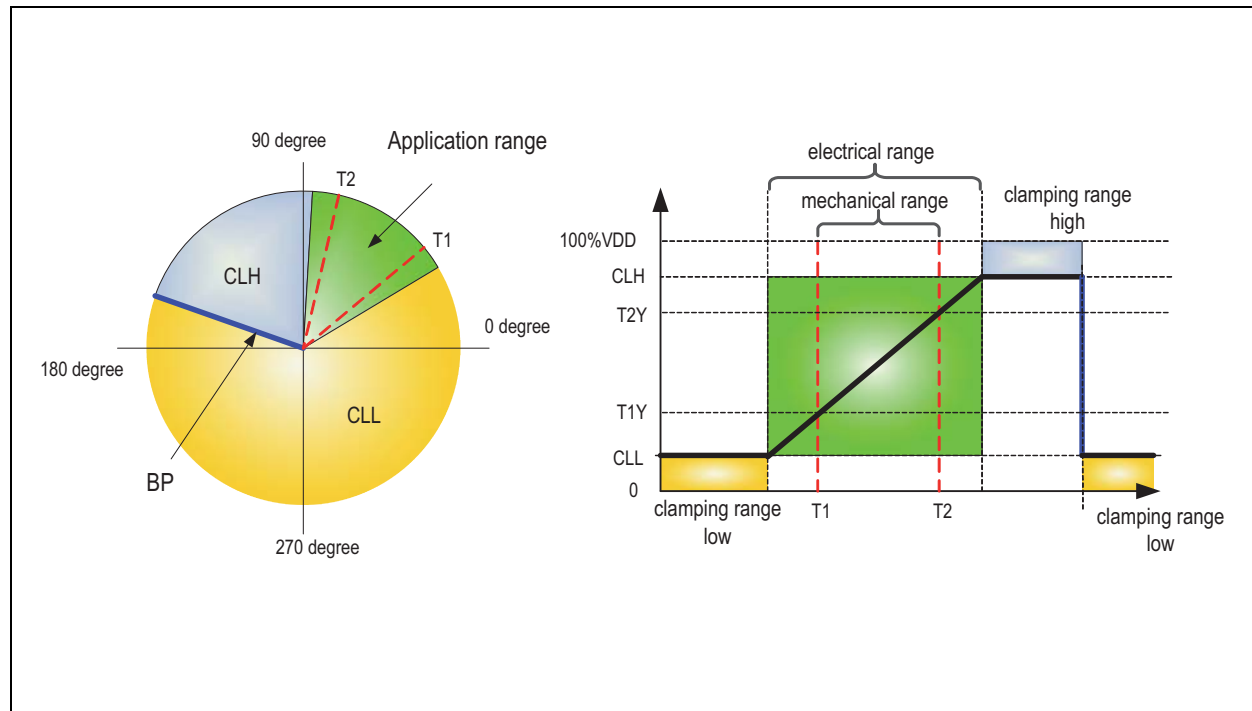 90 degree
Application range
T2
T1
CLH
0 degree
180 degree
CLL
BP
270 degree
electrical range
mechanical range
clamping range
high
100%VDD
CLH
T2Y
T1Y
CLL
0
clamping range
low
T1
T2
clamping range
low